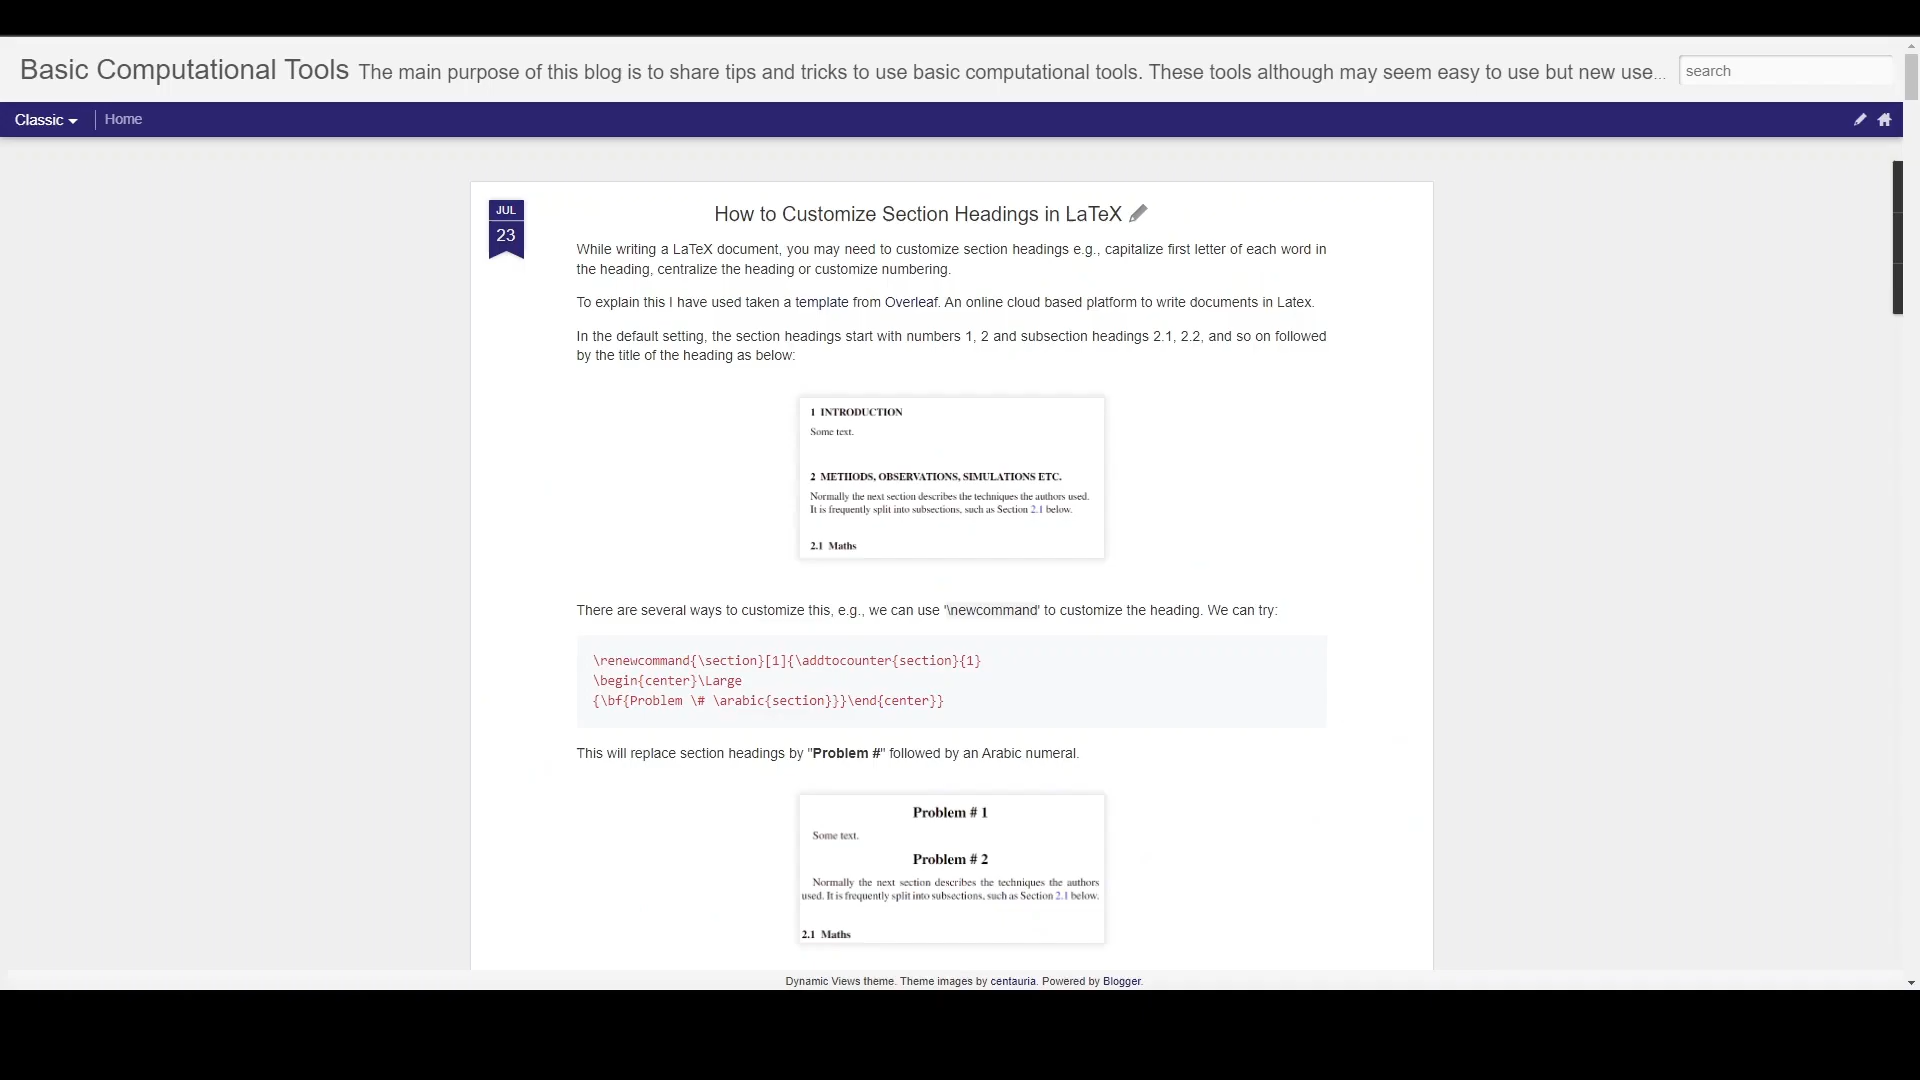 Basic Computational Tools The main purpose of this blog is to share tips and tricks to use basic computational tools. These tools although may seem easy to use but new use...
search
Classic
Home
JUL
23
How to Customize Section Headings in LaTeX
While writing a LaTeX document, you may need to customize section headings e.g., capitalize first letter of each word in
the heading, centralize the heading or customize numbering.
To explain this I have used taken a template from Overleaf. An online cloud based platform to write documents in Latex.
In the default setting, the section headings start with numbers 1, 2 and subsection headings 2.1, 2.2, and so on followed
by the title of the heading as below:
1 INTRODUCTION
Some text.
2 METHODS, OBSERVATIONS, SIMULATIONS ETC.
Normally the next section describes the techniques the authors used.
It is frequently split into subsections, such as Section 2.1 below.
2.1 Maths
There are several ways to customize this, e.g., we can use '\newcommand' to customize the heading. We can try:
\renewcommand{\section}[1]{\addtocounter{section}{1}
\begin{center}\Large
{\bf{Problem \# \arabic{section}}}\end{center}}
This will replace section headings by "Problem #" followed by an Arabic numeral.
Problem # 1
Some text.
Problem # 2
Normally the next section describes the techniques the authors
used. It is frequently split into subsections, such as Section 2.1 below.
2.1 Maths
Dynamic Views theme. Theme images by centauria. Powered by Blogger.